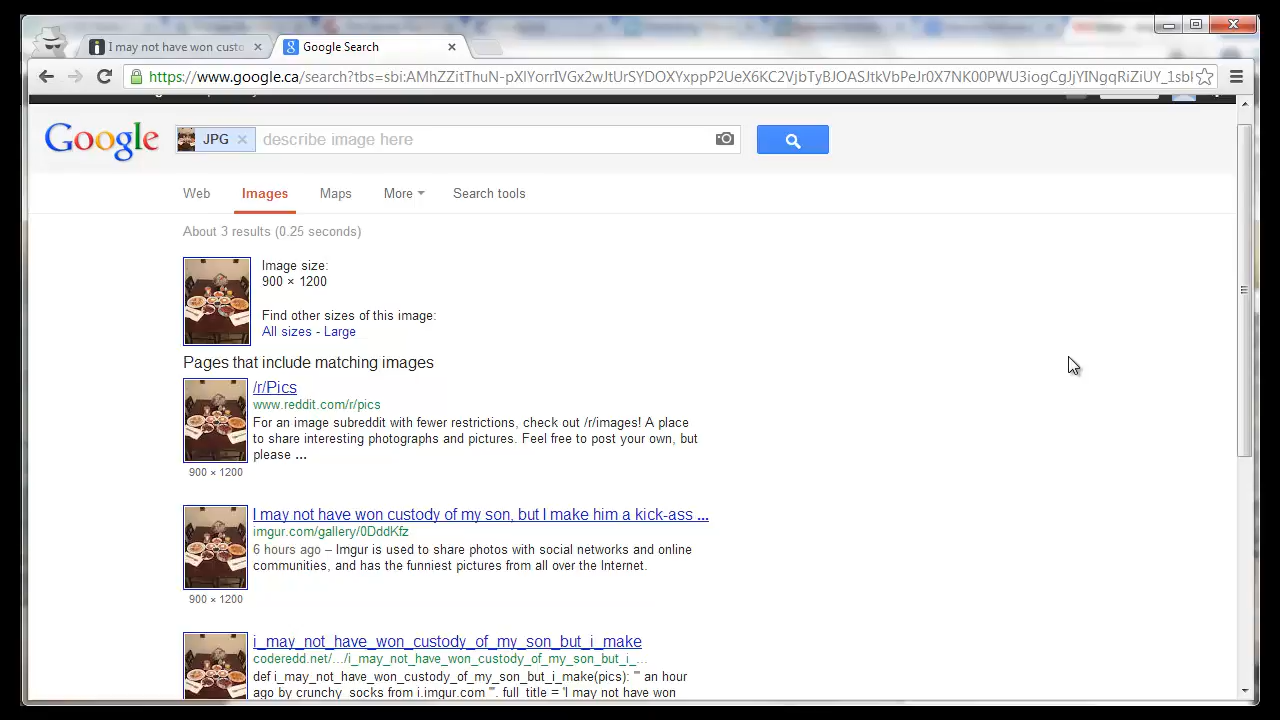 I may not have won custo
Google Search
https://www.google.ca/search?tbs=sbi:
Google
JPG
describe image here
Web Images Maps More Search tools
About 3 results (0.25 seconds)
Image size:
900 × 1200
Find other sizes of this image:
All sizes - Large
Pages that include matching images
/r/Pics
www.reddit.com/r/pics
For an image subreddit with fewer restrictions, check out /r/images! A place
to share interesting photographs and pictures. Feel free to post your own, but
please ...
900 × 1200
I may not have won custody of my son, but I make him a kick-ass ...
imgur.com/gallery/0DddKfz
6 hours ago – Imgur is used to share photos with social networks and online
communities, and has the funniest pictures from all over the Internet.
900 × 1200
i_may_not_have_won_custody_of_my_son_but_i_make
coderedd.net/.../i_may_not_have_won_custody_of_my_son_but_i_...
def i_may_not_have_won_custody_of_my_son_but_i_make(pics): ''' an hour
ago by crunchy_socks from i.imgur.com '''. full_title = 'I may not have won